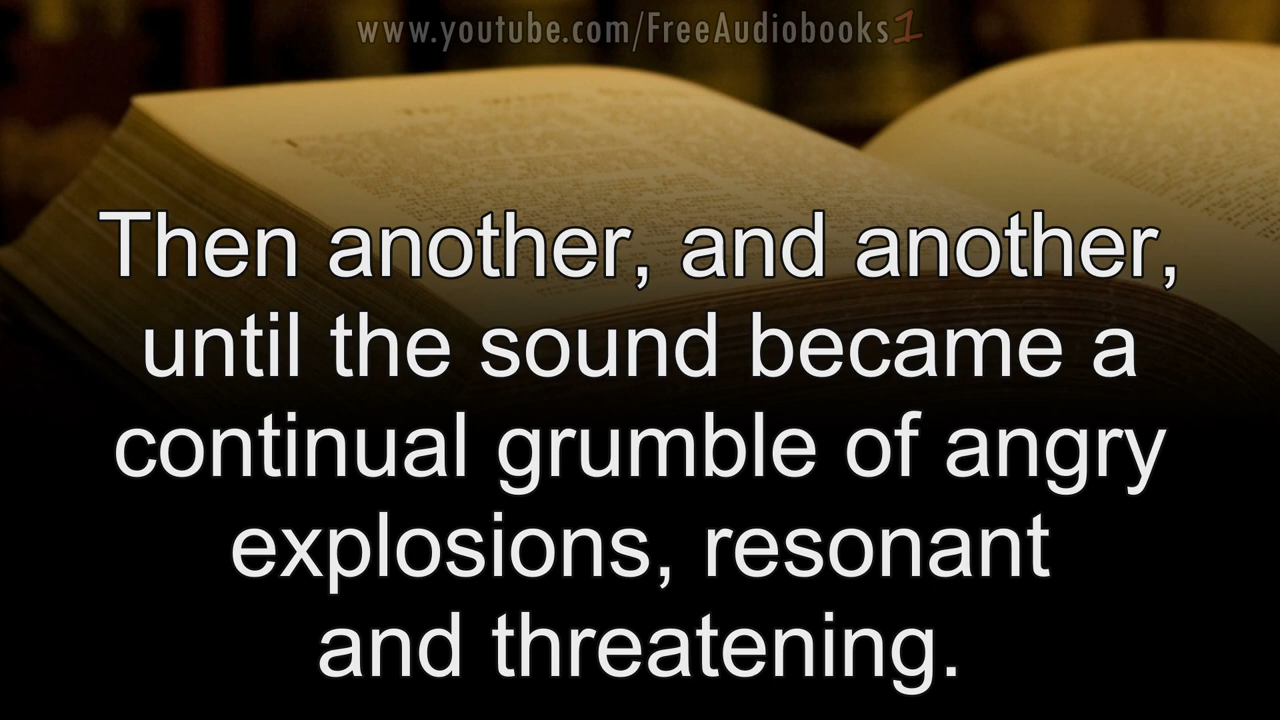 www.youtube.com/FreeAudiobooks1
Then another, and another,
until the sound became a
continual grumble of angry
explosions, resonant
and threatening.